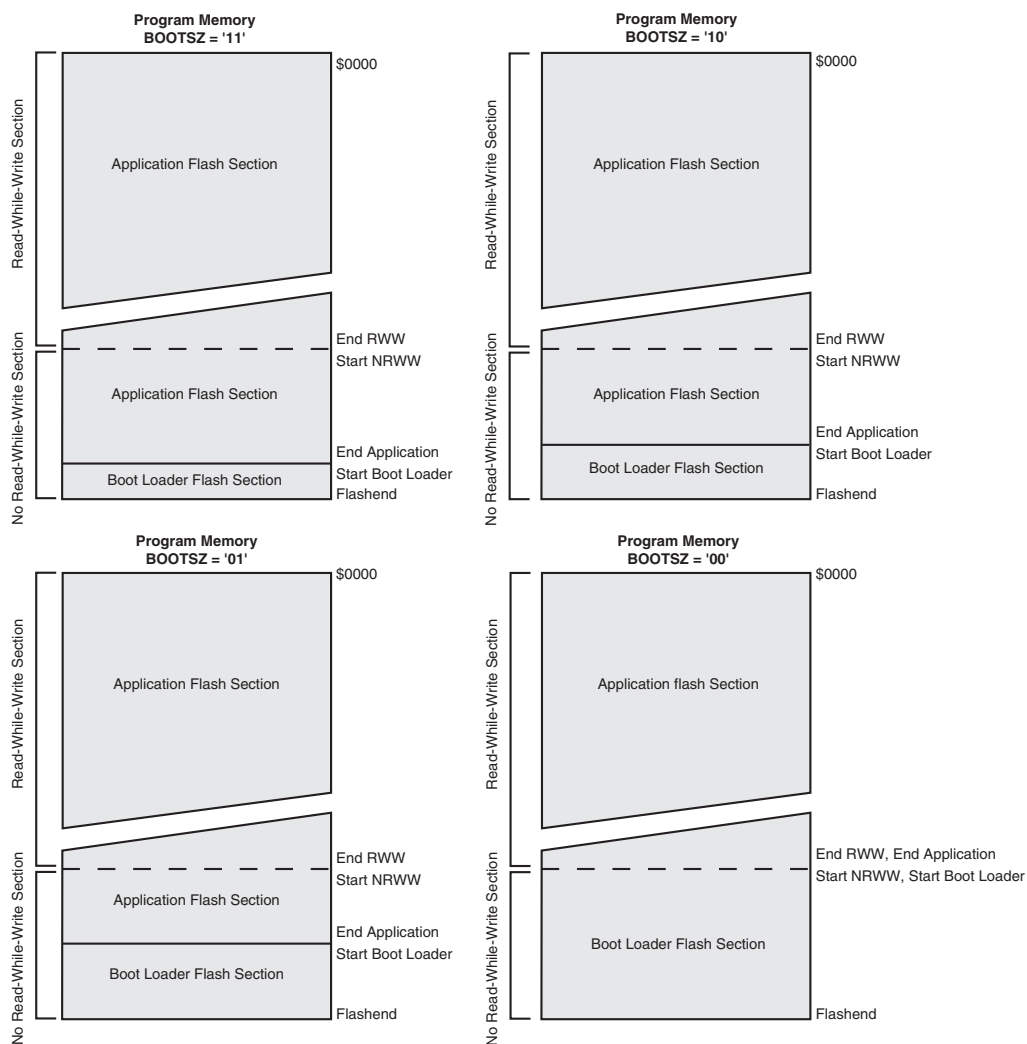 Program Memory
BOOTSZ = '11'
$0000
Read-While-Write Section
Application Flash Section
End RWW
Start NRWW
No Read-While-Write Section
Application Flash Section
End Application
Start Boot Loader
Boot Loader Flash Section
Flashend
Program Memory
BOOTSZ = '10'
$0000
Read-While-Write Section
Application Flash Section
End RWW
Start NRWW
No Read-While-Write Section
Application Flash Section
End Application
Start Boot Loader
Boot Loader Flash Section
Flashend
Program Memory
BOOTSZ = '01'
$0000
Read-While-Write Section
Application Flash Section
End RWW
Start NRWW
No Read-While-Write Section
Application Flash Section
End Application
Start Boot Loader
Boot Loader Flash Section
Flashend
Program Memory
BOOTSZ = '00'
$0000
Read-While-Write Section
Application flash Section
End RWW, End Application
Start NRWW, Start Boot Loader
No Read-While-Write Section
Boot Loader Flash Section
Flashend